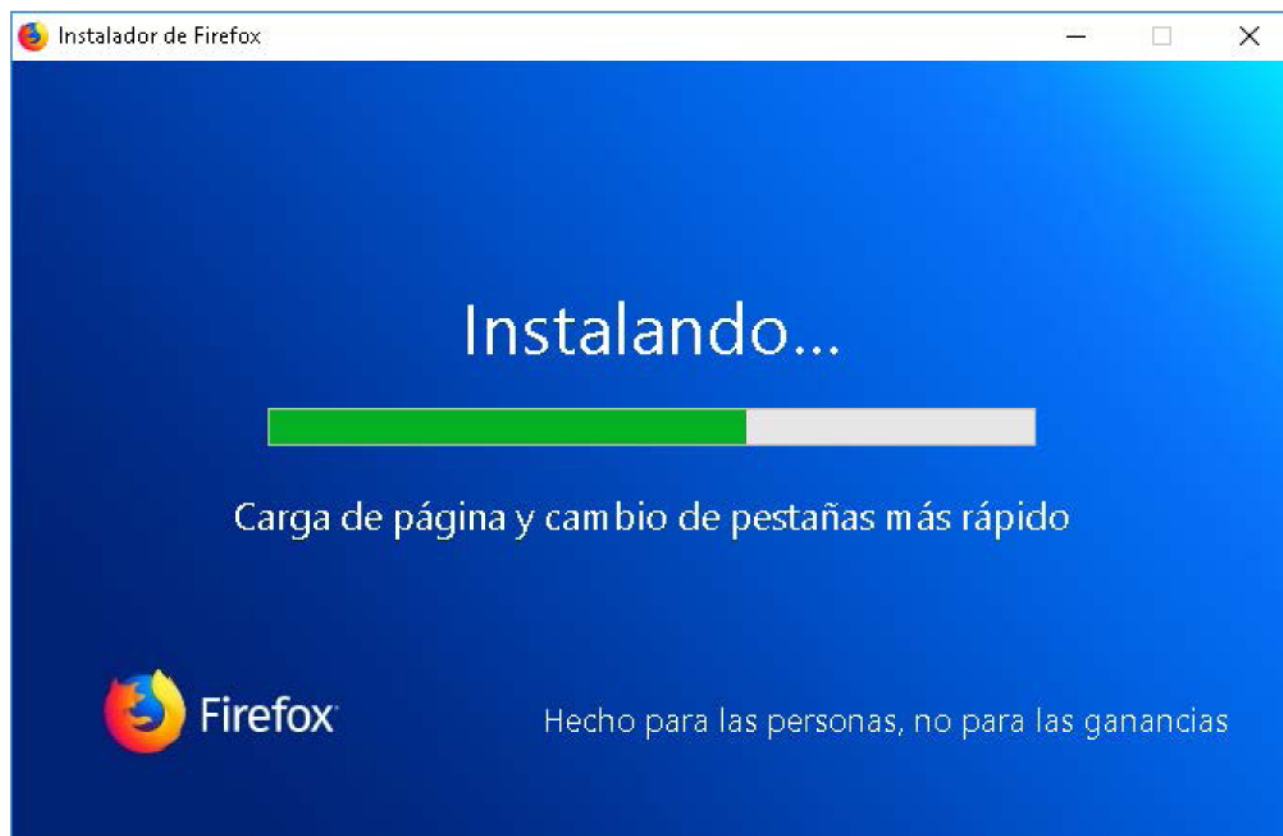 Instalador de Firefox
Instalando...
Carga de página y cambio de pestañas más rápido
Firefox
Hecho para las personas, no para las ganancias